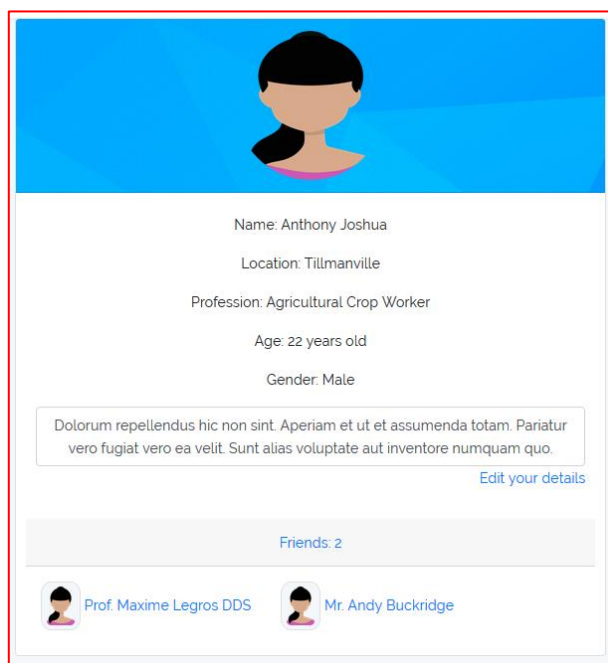 Name: Anthony Joshua
Location: Tillmanville
Profession: Agricultural Crop Worker
Age: 22 years old
Gender: Male
Dolorum repellendus hic non sint. Aperiam et ut et assumenda totam. Pariatur
vero fugiat vero ea velit. Sunt alias voluptate aut inventore numquam quo.
Edit your details
Friends: 2
Prof. Maxime Legros DDS
Mr. Andy Buckridge